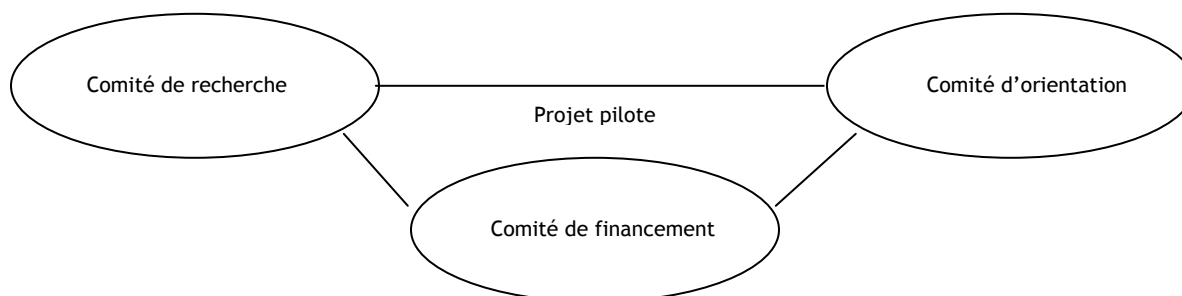 Comité de recherche
Comité d’orientation
Projet pilote
Comité de financement